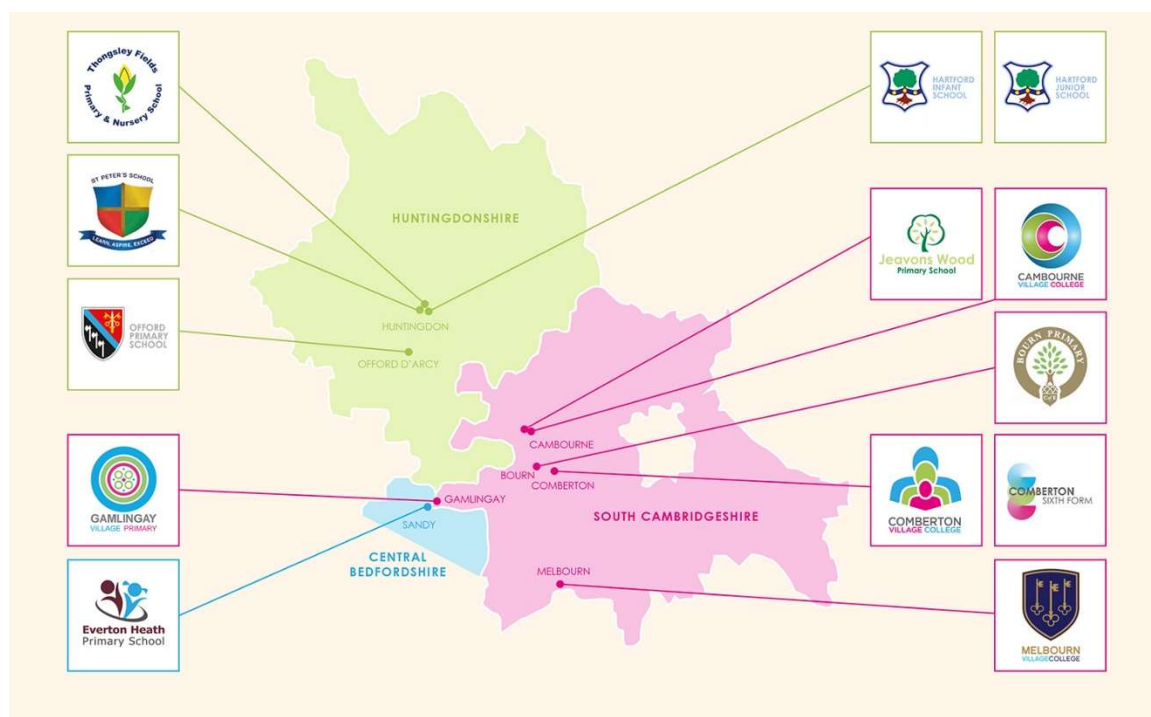 Thongsley Fields
Primary & Nursery School
ST PETER'S SCHOOL
LEARN, ASPIRE, EXCEED
OFFORD
PRIMARY
SCHOOL
GAMLINGAY
VILLAGE PRIMARY
Everton Heath
Primary School
HUNTINGDONSHIRE
HUNTINGDON
OFFORD D'ARCY
CAMBOURNE
BOURN
COMBERTON
GAMLINGAY
SANDY
SOUTH CAMBRIDGESHIRE
CENTRAL
BEDFORDSHIRE
MELBOURN
HARTFORD
INFANT
SCHOOL
HARTFORD
JUNIOR
SCHOOL
Jeavons Wood
Primary School
CAMBOURNE
VILLAGE COLLEGE
BOURN PRIMARY
CofE
COMBERTON
VILLAGE COLLEGE
COMBERTON
SIXTH FORM
MELBOURN
VILLAGECOLLEGE